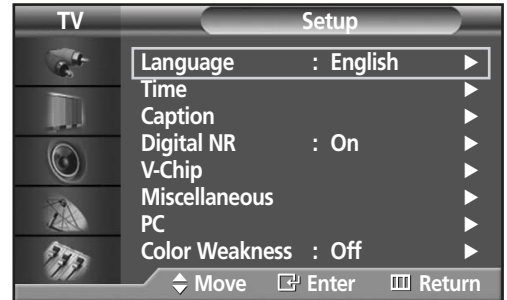 TV Setup
Language : English
Time
Caption
Digital NR : On
V-Chip
Miscellaneous
PC
Color Weakness : Off
Move Enter Return